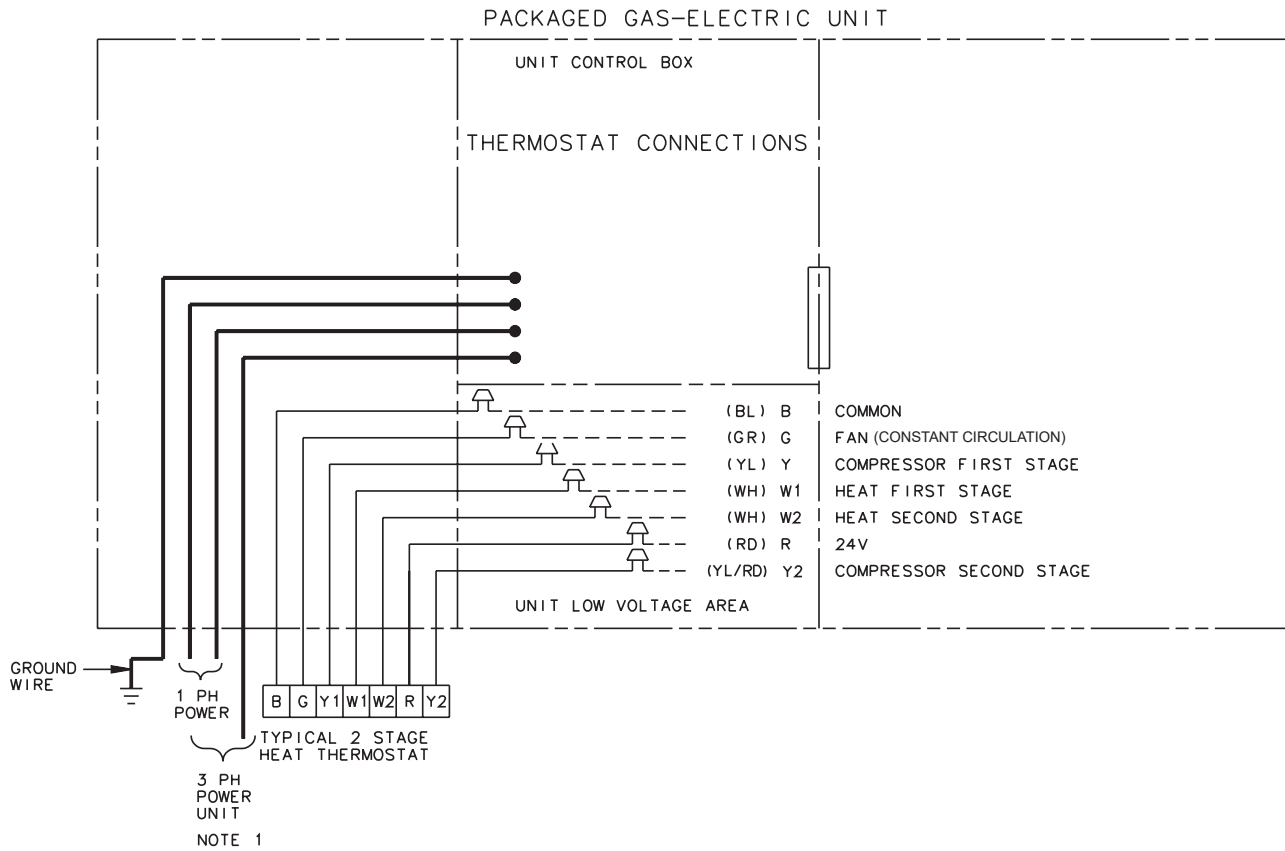 PACKAGED GAS-ELECTRIC UNIT
UNIT CONTROL BOX
THERMOSTAT CONNECTIONS
(BL) B COMMON
(GR) G FAN (CONSTANT CIRCULATION)
(YL) Y COMPRESSOR FIRST STAGE
(WH) W1 HEAT FIRST STAGE
(WH) W2 HEAT SECOND STAGE
(RD) R 24V
(YL/RD) Y2 COMPRESSOR SECOND STAGE
UNIT LOW VOLTAGE AREA
GROUND
WIRE
1 PH
POWER
B G Y1 W1 W2 R Y2
TYPICAL 2 STAGE
HEAT THERMOSTAT
3 PH
POWER
UNIT
NOTE 1